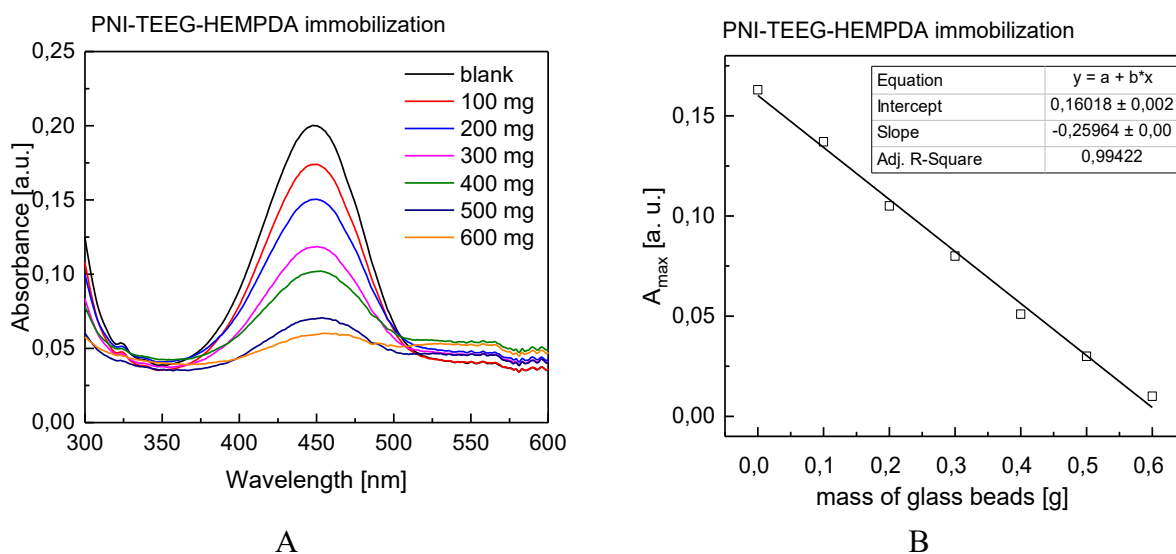 PNI-TEEG-HEMPDA immobilization
0,25
0,20
0,15
0,10
0,05
0,00
Absorbance [a.u.]
blank
100 mg
200 mg
300 mg
400 mg
500 mg
600 mg
300 350 400 450 500 550 600
Wavelength [nm]
A
PNI-TEEG-HEMPDA immobilization
Equation y = a + b*x
Intercept 0,16018 ± 0,002
Slope -0,25964 ± 0,00
Adj. R-Square 0,99422
0,15
0,10
0,05
0,00
A max [a. u.]
0,0 0,1 0,2 0,3 0,4 0,5 0,6
mass of glass beads [g]
B